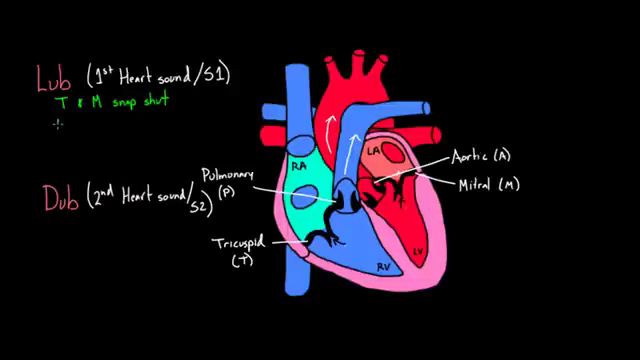 Lub (1st Heart sound/S1)
T & M snap shut
Dub (2nd Heart sound/S2)
Pulmonary (P)
Tricuspid (T)
RA
LA
RV
LV
Aortic (A)
Mitral (M)